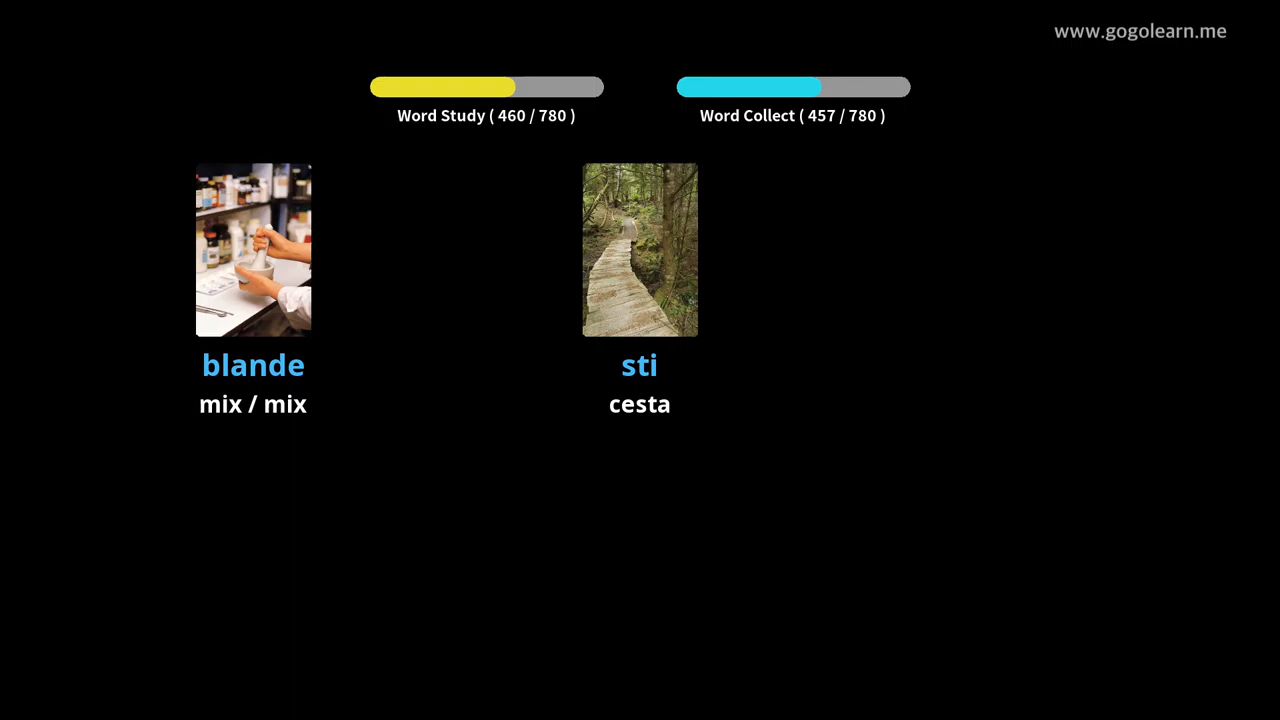 www.gogolearn.me
Word Study ( 460 / 780 )
Word Collect ( 457 / 780 )
blande
mix / mix
sti
cesta